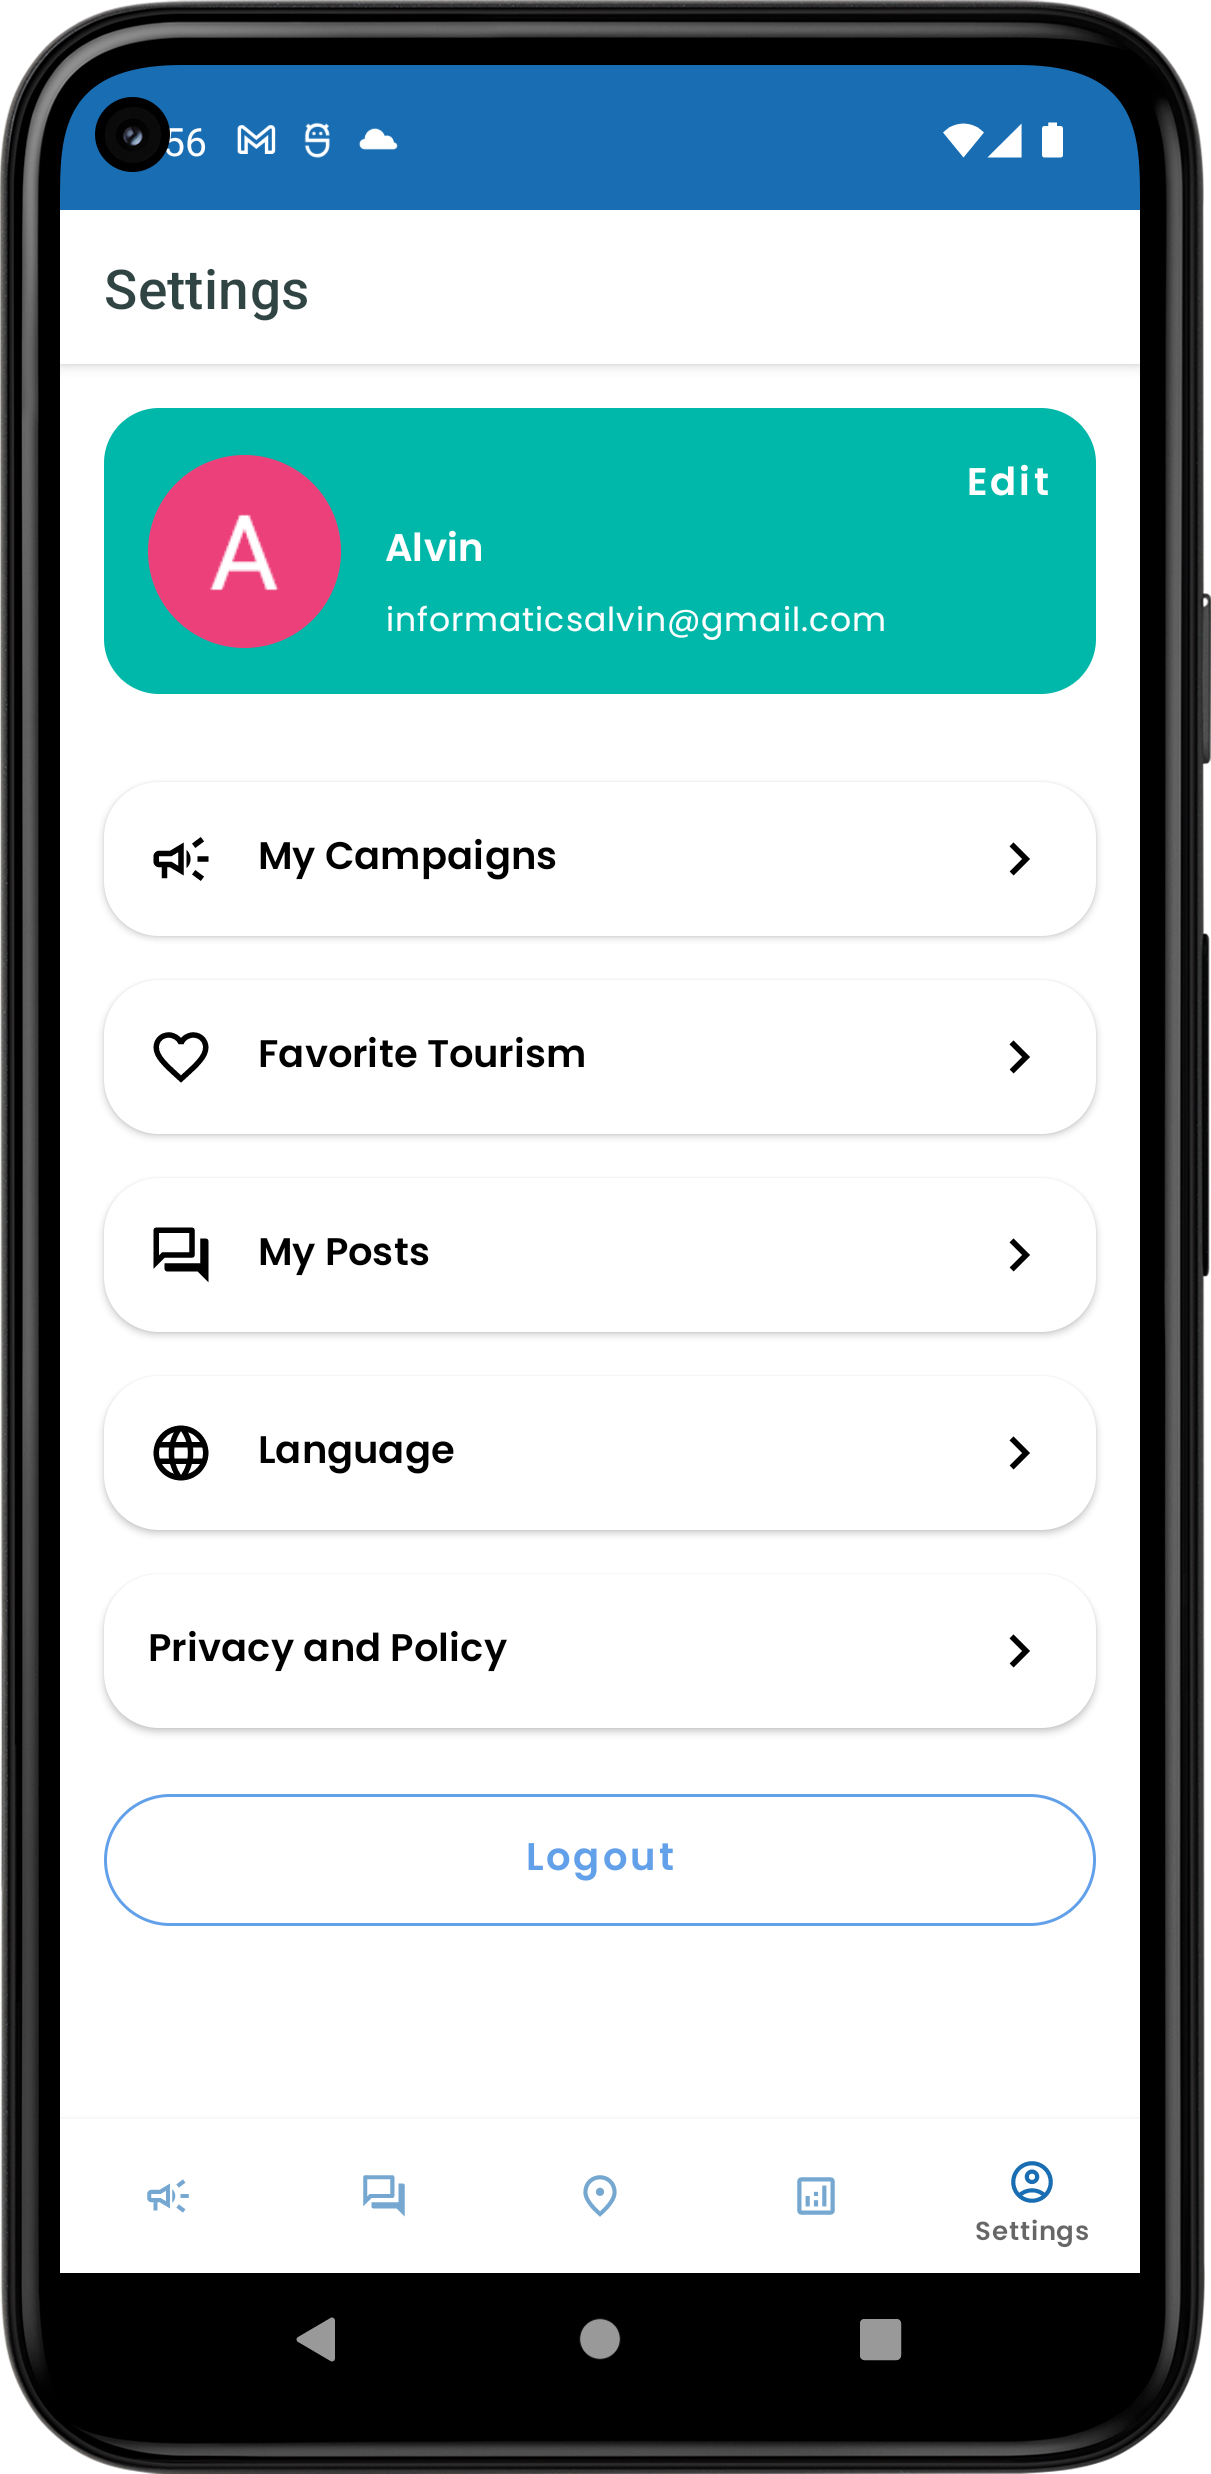 56
Settings
Edit
A
Alvin
informaticsalvin@gmail.com
My Campaigns
Favorite Tourism
My Posts
Language
Privacy and Policy
Logout
Settings